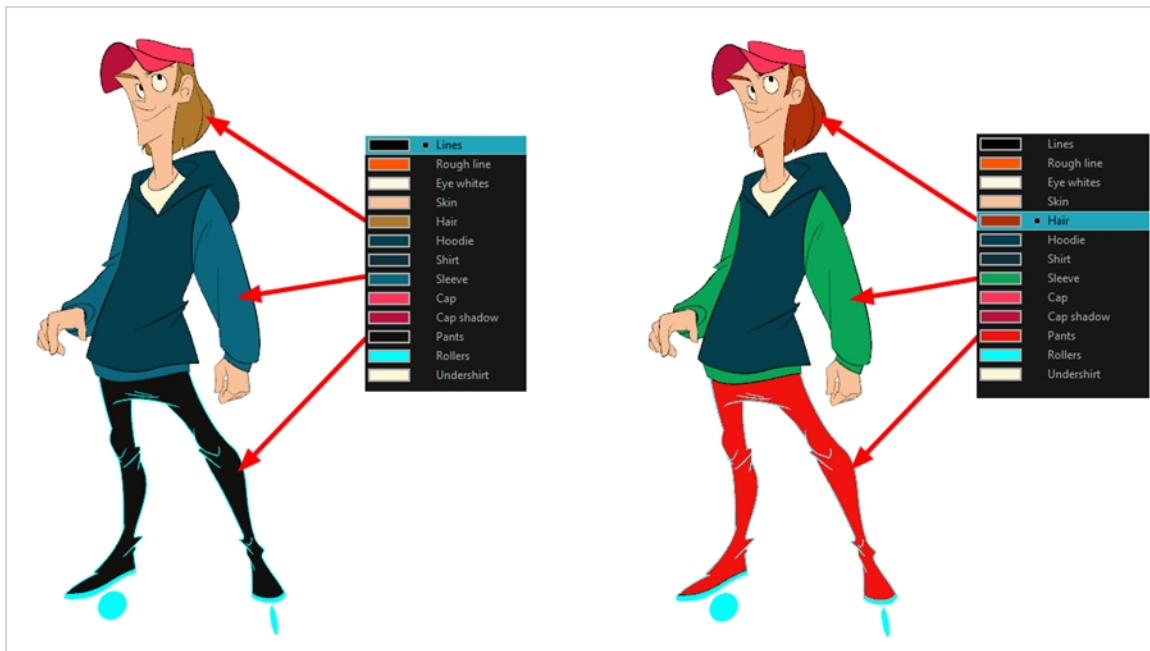 Lines
Rough line
Eye whites
Skin
Hair
Hoodie
Shirt
Sleeve
Cap
Cap shadow
Pants
Rollers
Undershirt
Lines
Rough line
Eye whites
Skin
Hair
Hoodie
Shirt
Sleeve
Cap
Cap shadow
Pants
Rollers
Undershirt